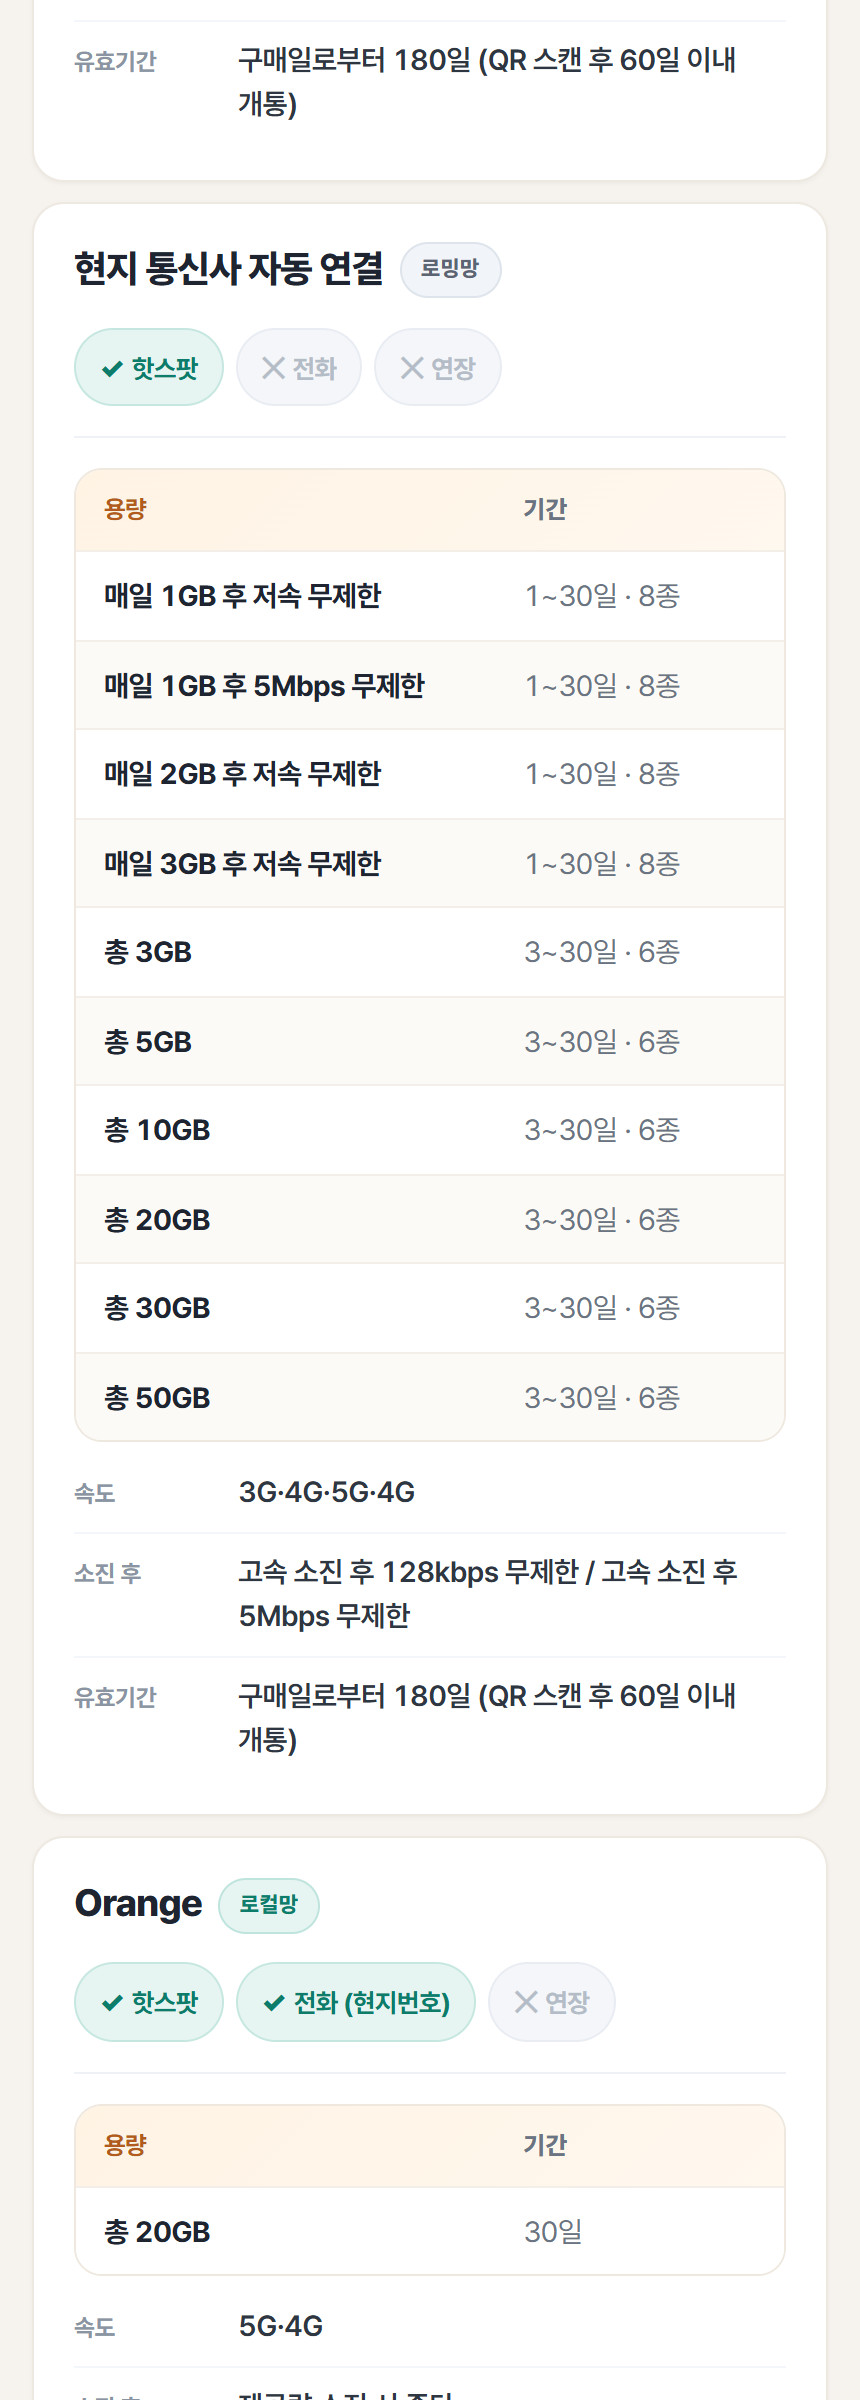 유효기간 구매일로부터 180일 (QR 스캔 후 60일 이내
개통)
현지 통신사 자동 연결 로밍망
✓ 핫스팟 ✕ 전화 ✕ 연장
용량 기간
매일 1GB 후 저속 무제한 1~30일 · 8종
매일 1GB 후 5Mbps 무제한 1~30일 · 8종
매일 2GB 후 저속 무제한 1~30일 · 8종
매일 3GB 후 저속 무제한 1~30일 · 8종
총 3GB 3~30일 · 6종
총 5GB 3~30일 · 6종
총 10GB 3~30일 · 6종
총 20GB 3~30일 · 6종
총 30GB 3~30일 · 6종
총 50GB 3~30일 · 6종
속도 3G·4G·5G·4G
소진 후 고속 소진 후 128kbps 무제한 / 고속 소진 후
5Mbps 무제한
유효기간 구매일로부터 180일 (QR 스캔 후 60일 이내
개통)
Orange 로컬망
✓ 핫스팟 ✓ 전화 (현지번호) ✕ 연장
용량 기간
총 20GB 30일
속도 5G·4G